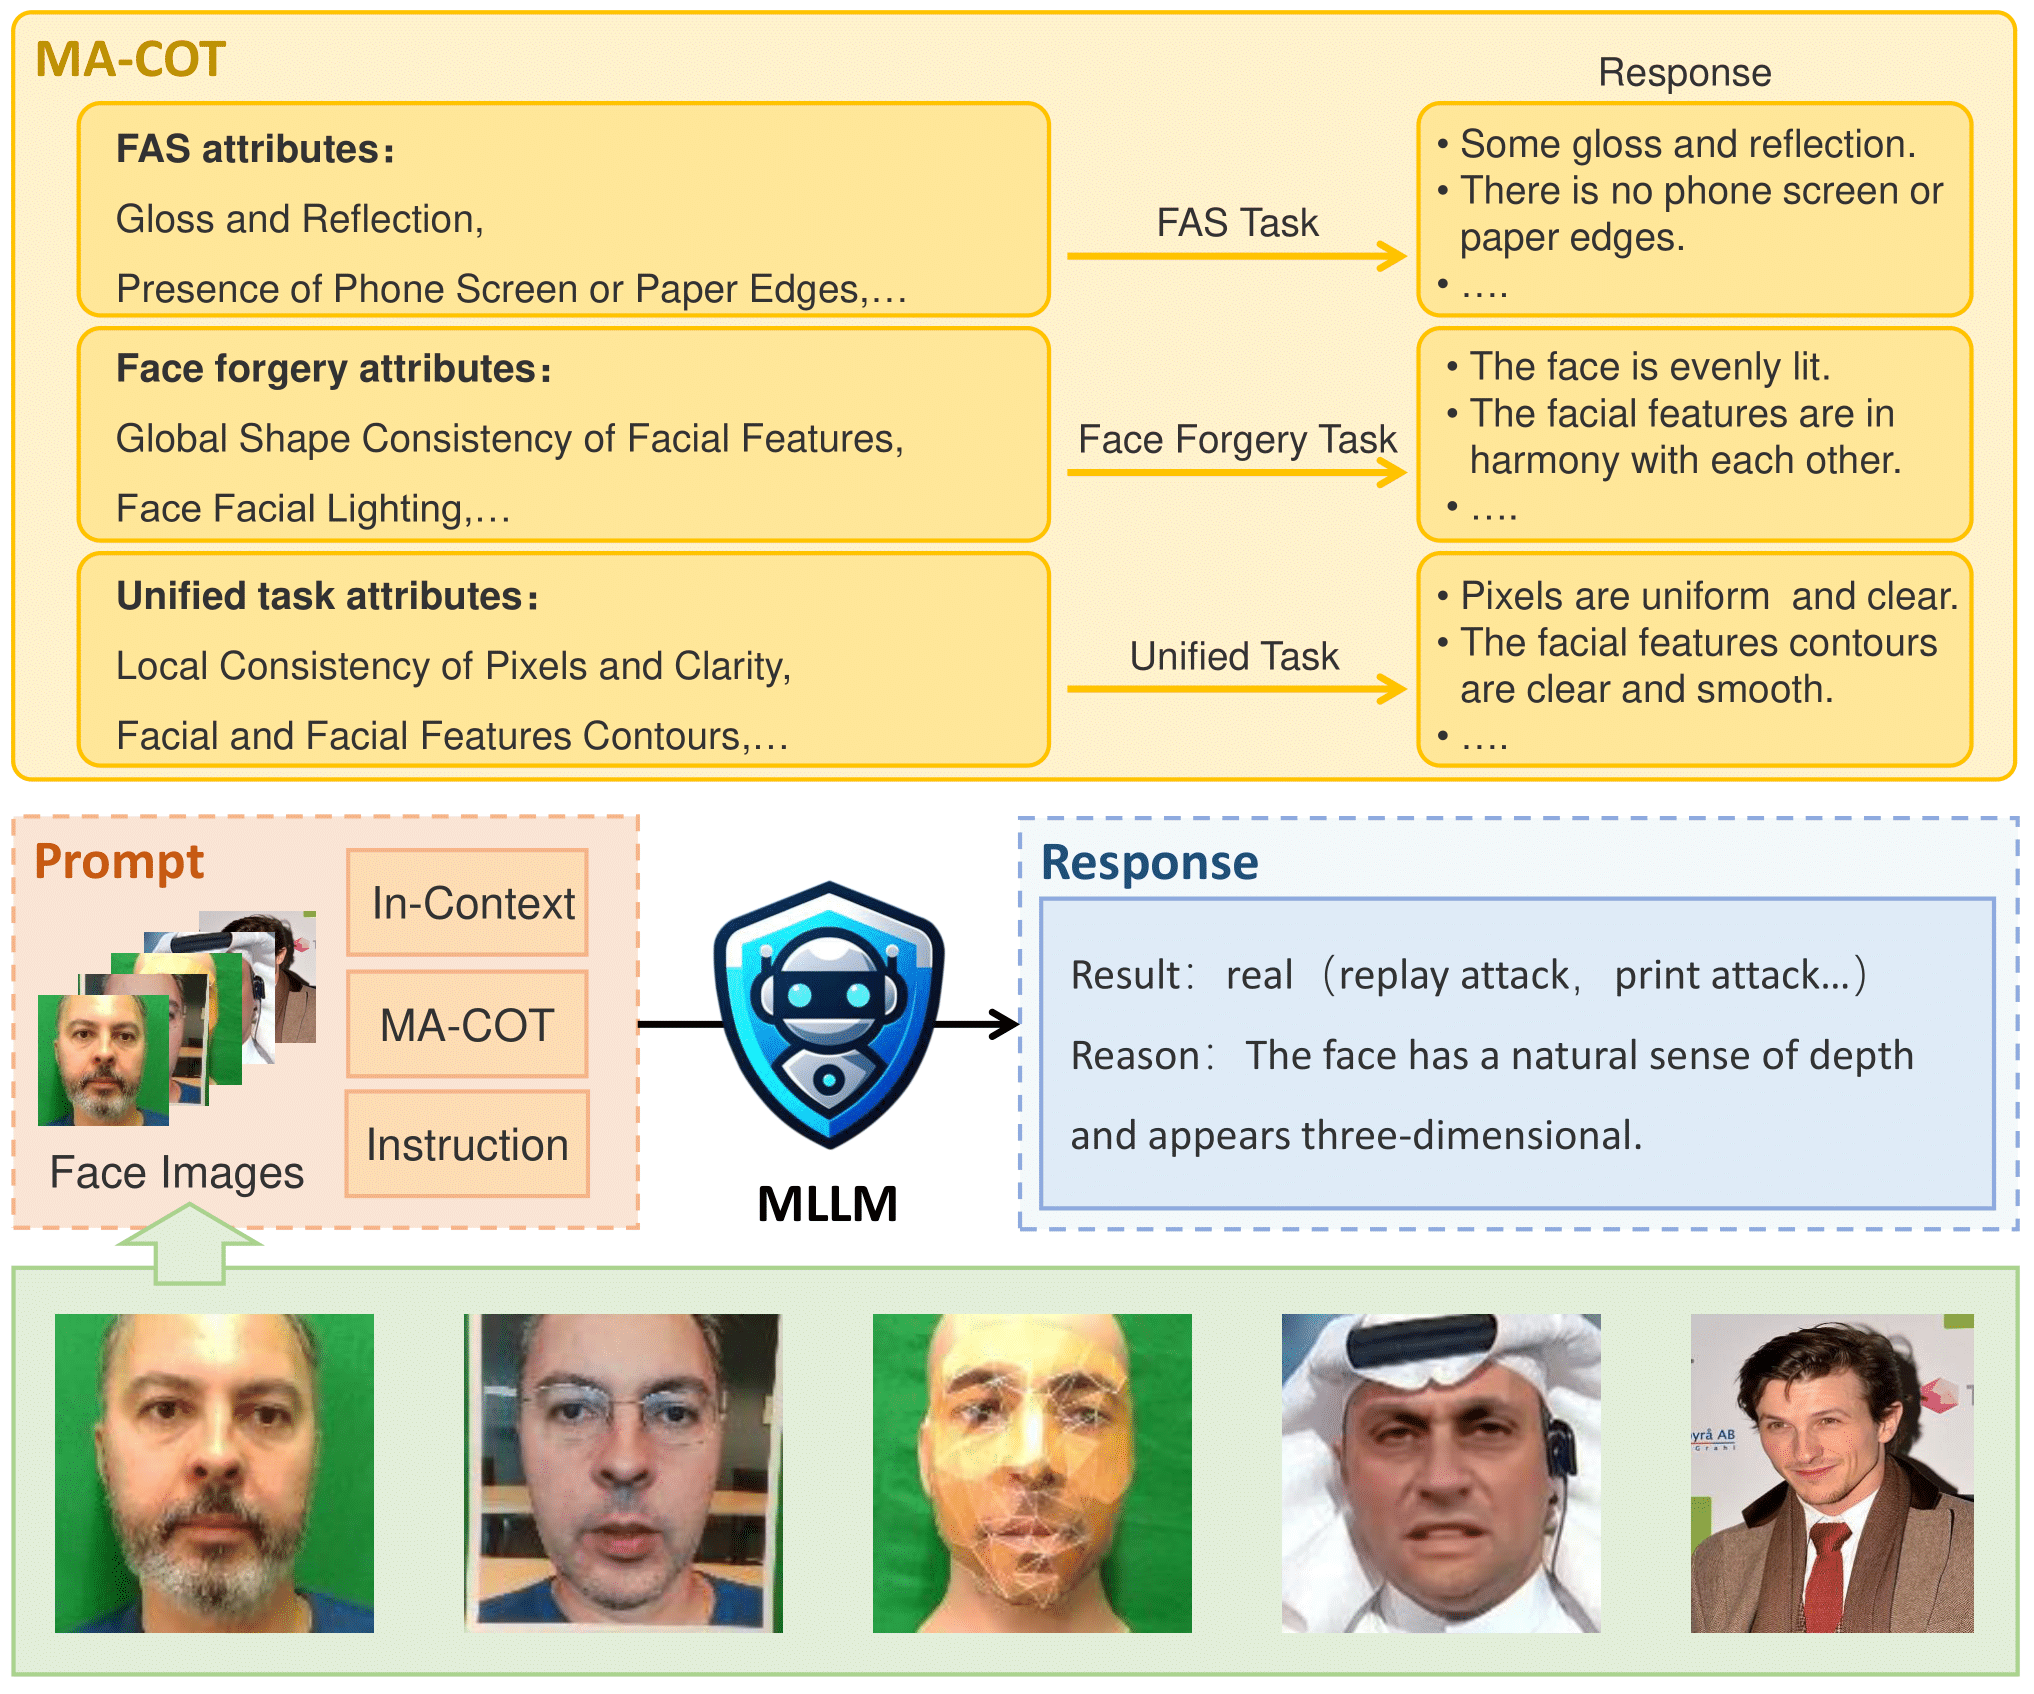 MA-COT
Response
FAS attributes：
Gloss and Reflection,
Presence of Phone Screen or Paper Edges,…
FAS Task
• Some gloss and reflection.
• There is no phone screen or
paper edges.
• ….
Face forgery attributes：
Global Shape Consistency of Facial Features,
Face Facial Lighting,…
Face Forgery Task
• The face is evenly lit.
• The facial features are in
harmony with each other.
• ….
Unified task attributes：
Local Consistency of Pixels and Clarity,
Facial and Facial Features Contours,…
Unified Task
• Pixels are uniform and clear.
• The facial features contours
are clear and smooth.
• ….
Prompt
Face Images
In-Context
MA-COT
Instruction
MLLM
Response
Result： real （replay attack， print attack…）
Reason： The face has a natural sense of depth
and appears three-dimensional.
yrå AB